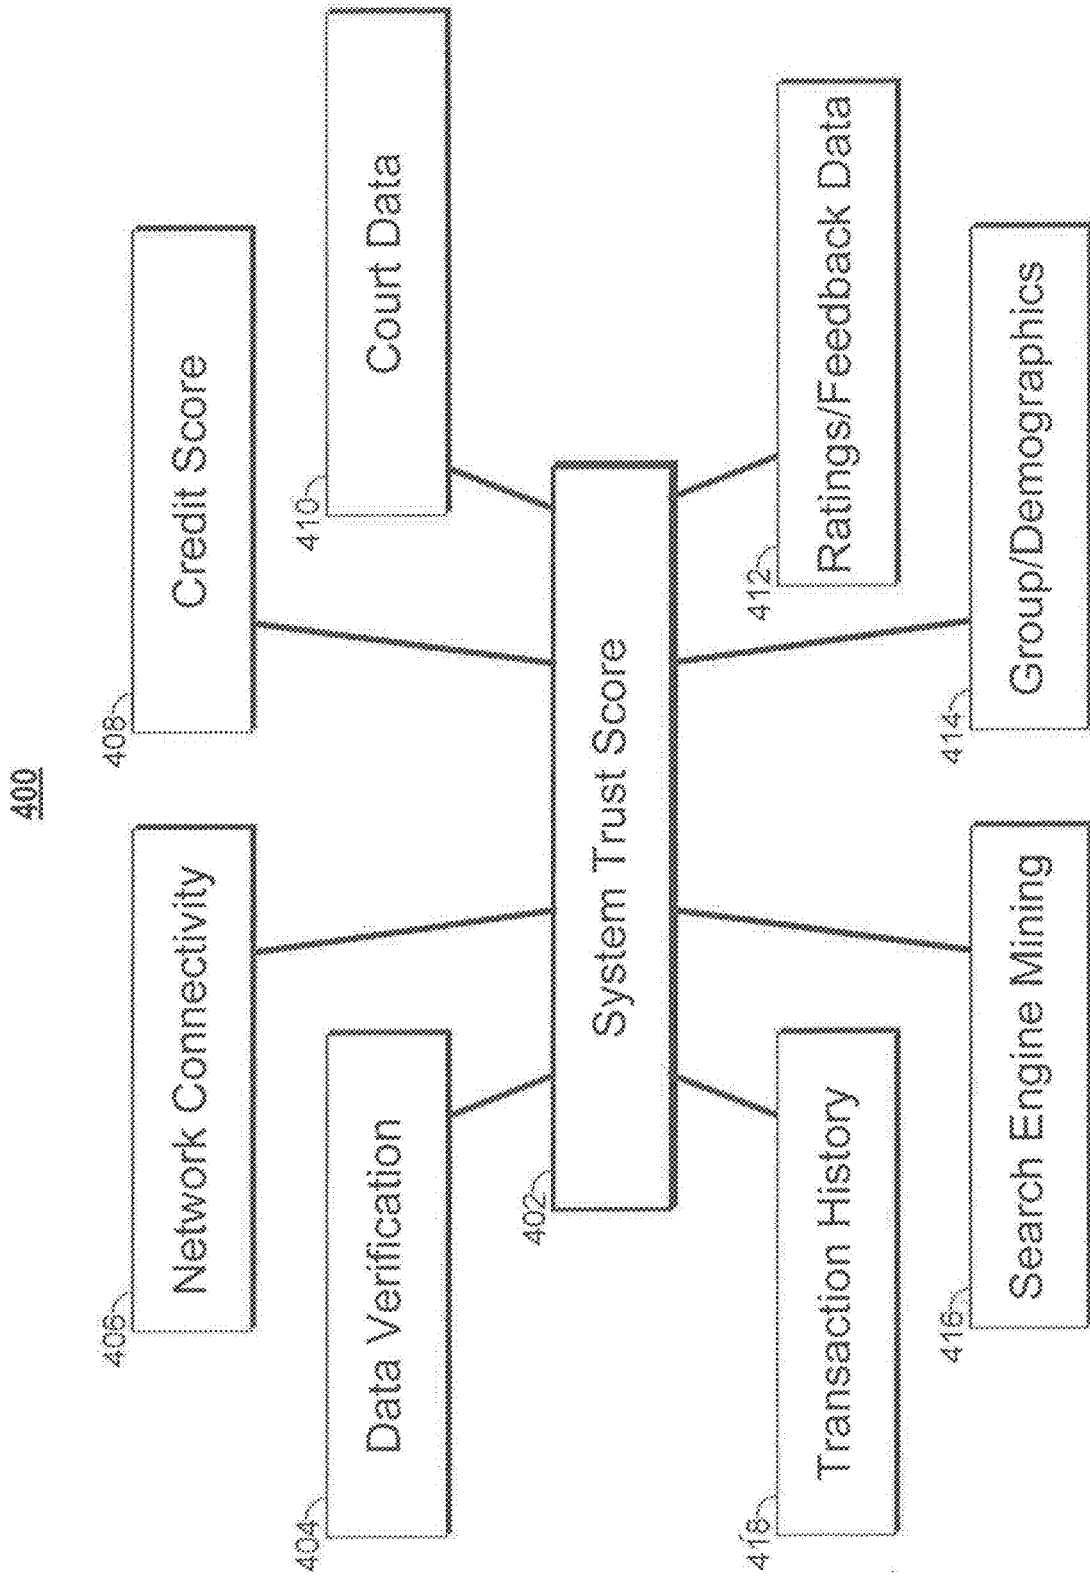 400
406
Network Connectivity
408
Credit Score
404
Data Verification
410
Court Data
402
System Trust Score
418
Transaction History
412
Ratings/Feedback Data
416
Search Engine Mining
414
Group/Demographics